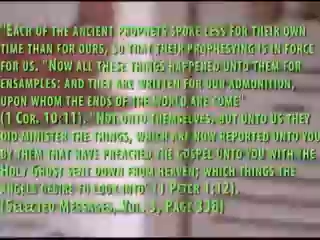 "Each of the ancient prophets spoke less for their own
time than for ours, so that their prophesying is in force
for us. "Now all these things happened unto them for
ensamples: and they are written for our admonition,
upon whom the ends of the world are come"
(1 Cor. 10:11). "Not unto themselves, but unto us they
did minister the things, which are now reported unto you
by them that have preached the gospel unto you with the
Holy Ghost sent down from heaven; which things the
angels desire to look into" (1 Peter 1:12).
(Selected Messages, Vol. 3, Page 338)